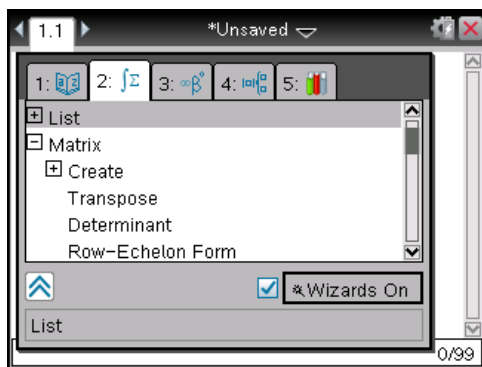 1.1 *Unsaved
1: 2: ∫Σ 3: ∞β° 4: 5:
List
Matrix
Create
Transpose
Determinant
Row-Echelon Form
Wizards On
List
0/99